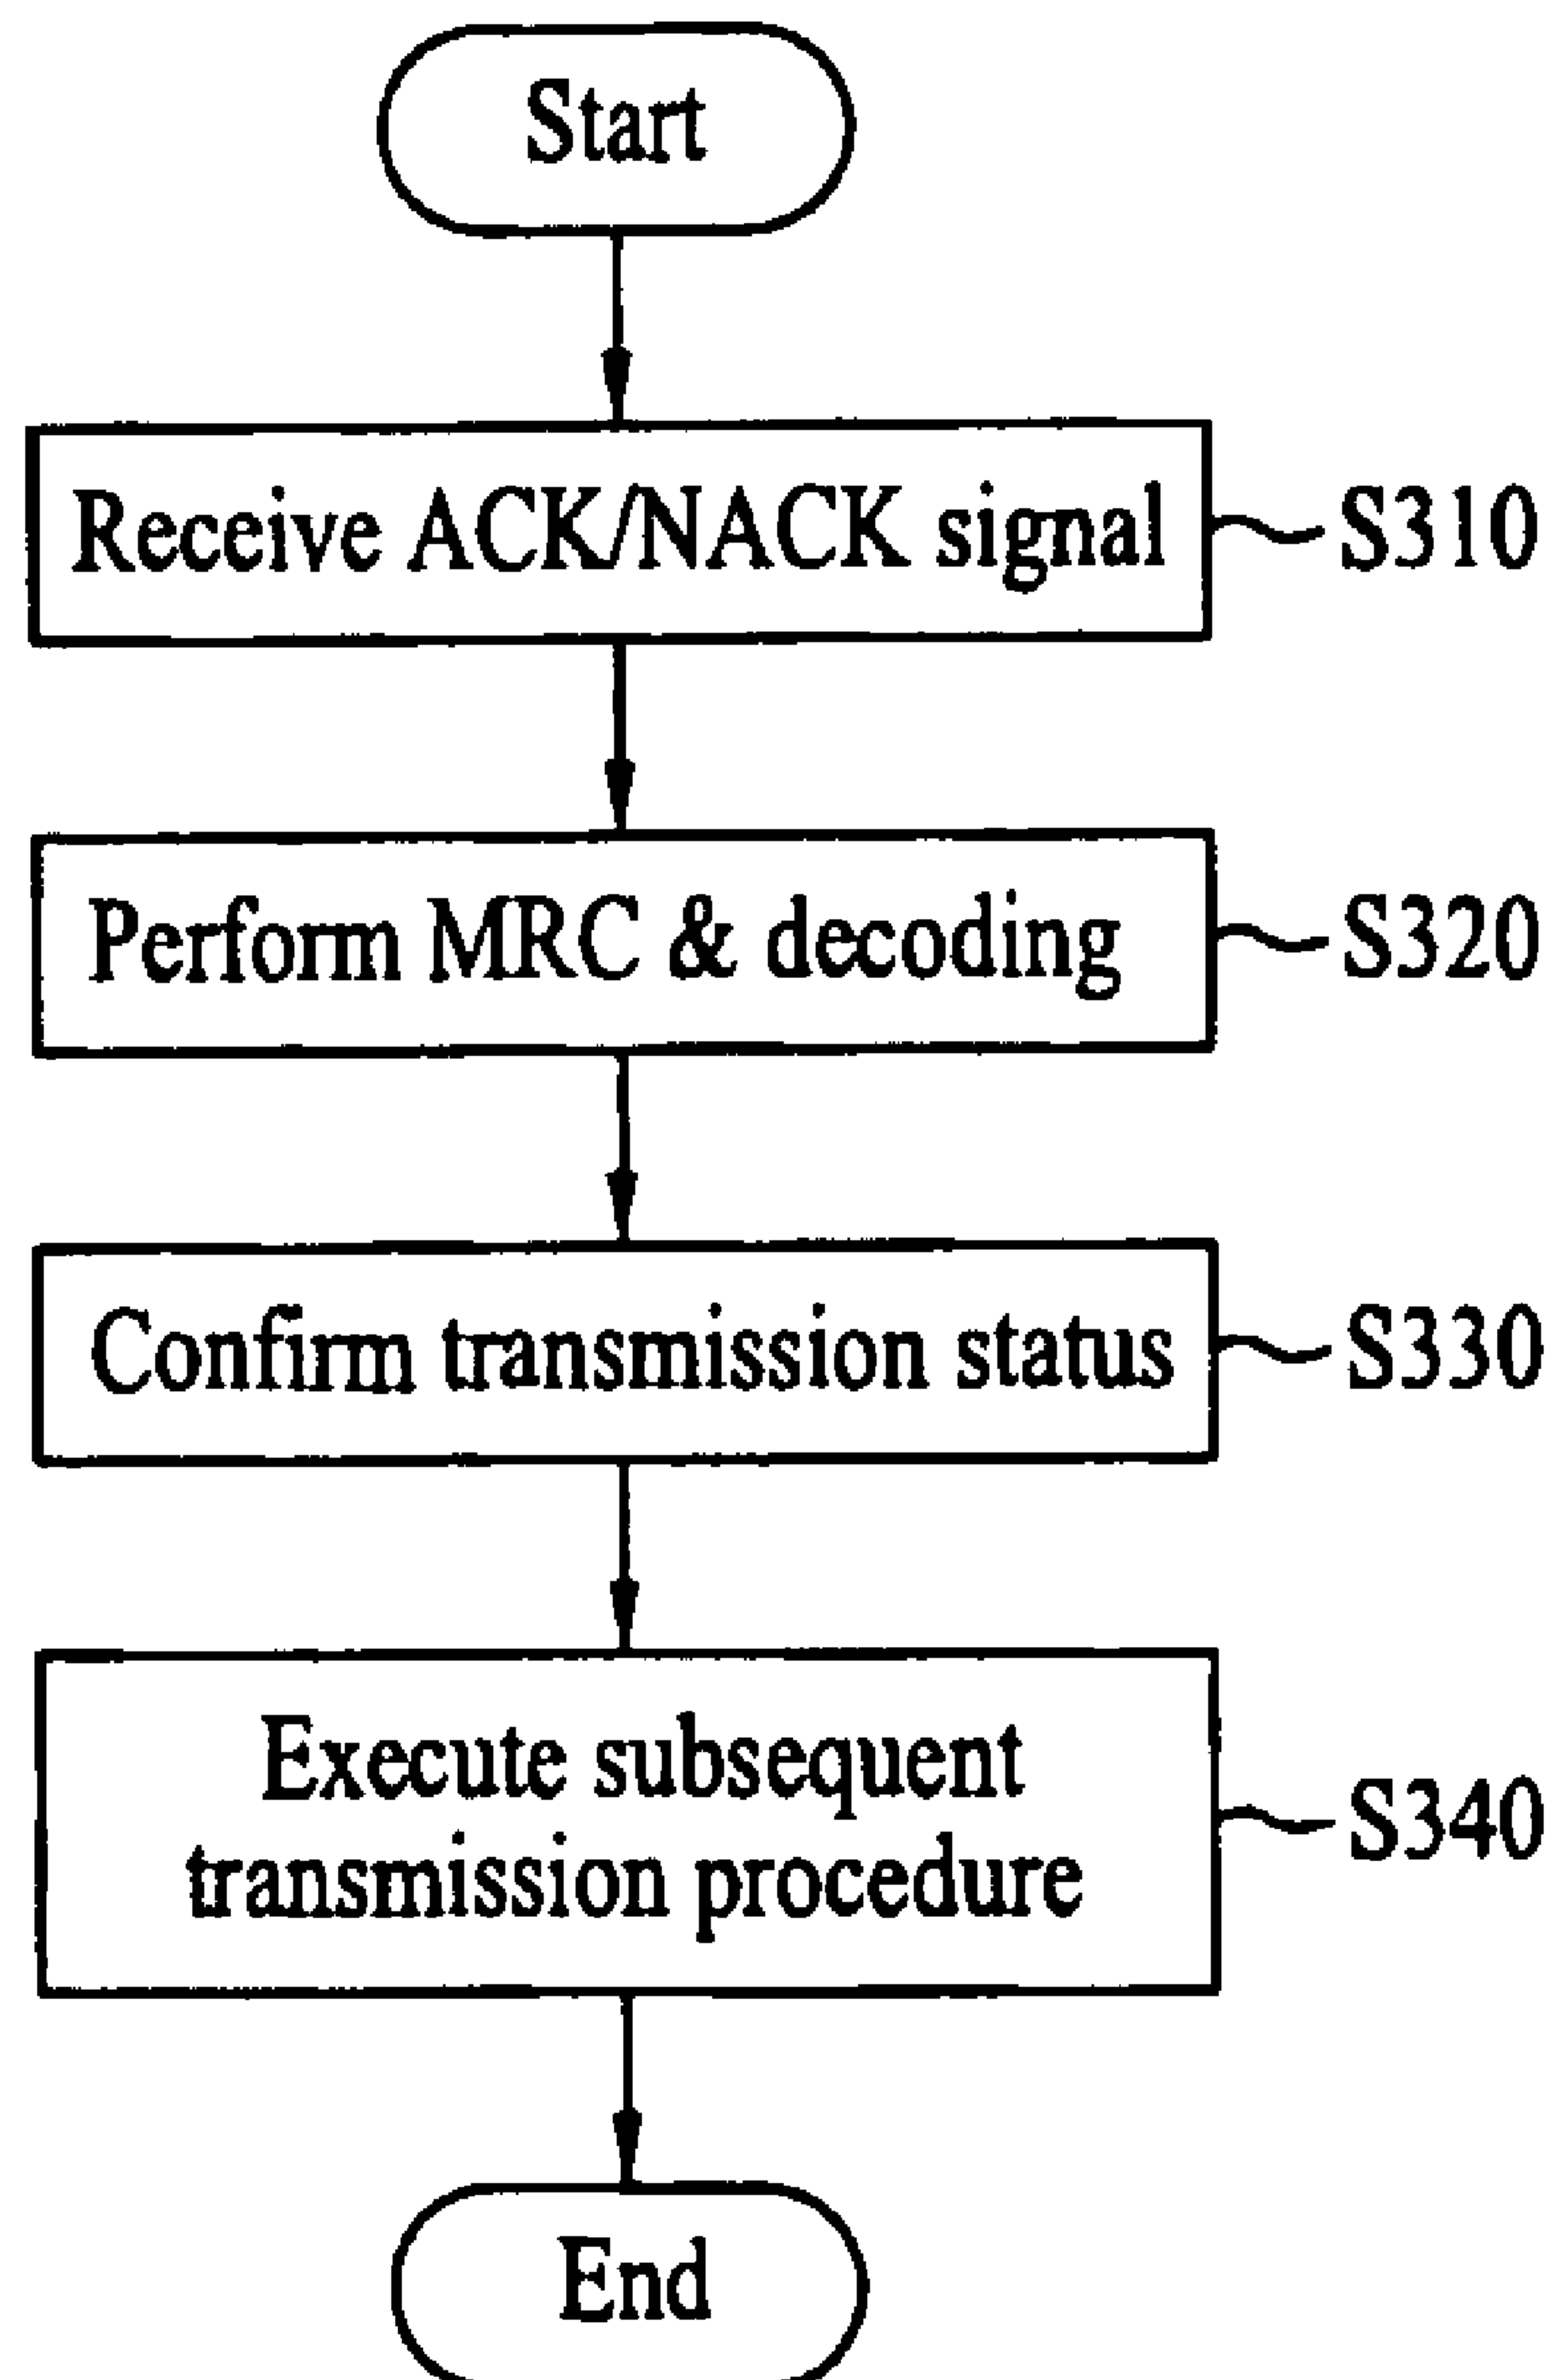 Start
Receive ACK/NACK signal
S310
Perform MRC & decoding
S320
Confirm transmission status
S330
Execute subsequent
transmission procedure
S340
End